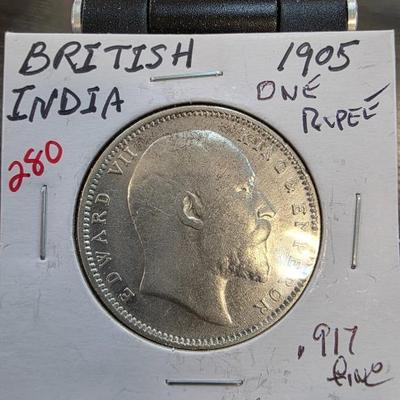 BRITISH
INDIA
1905
ONE
RUPEE
280
EDWARD VII KING & EMPEROR
.917
fine